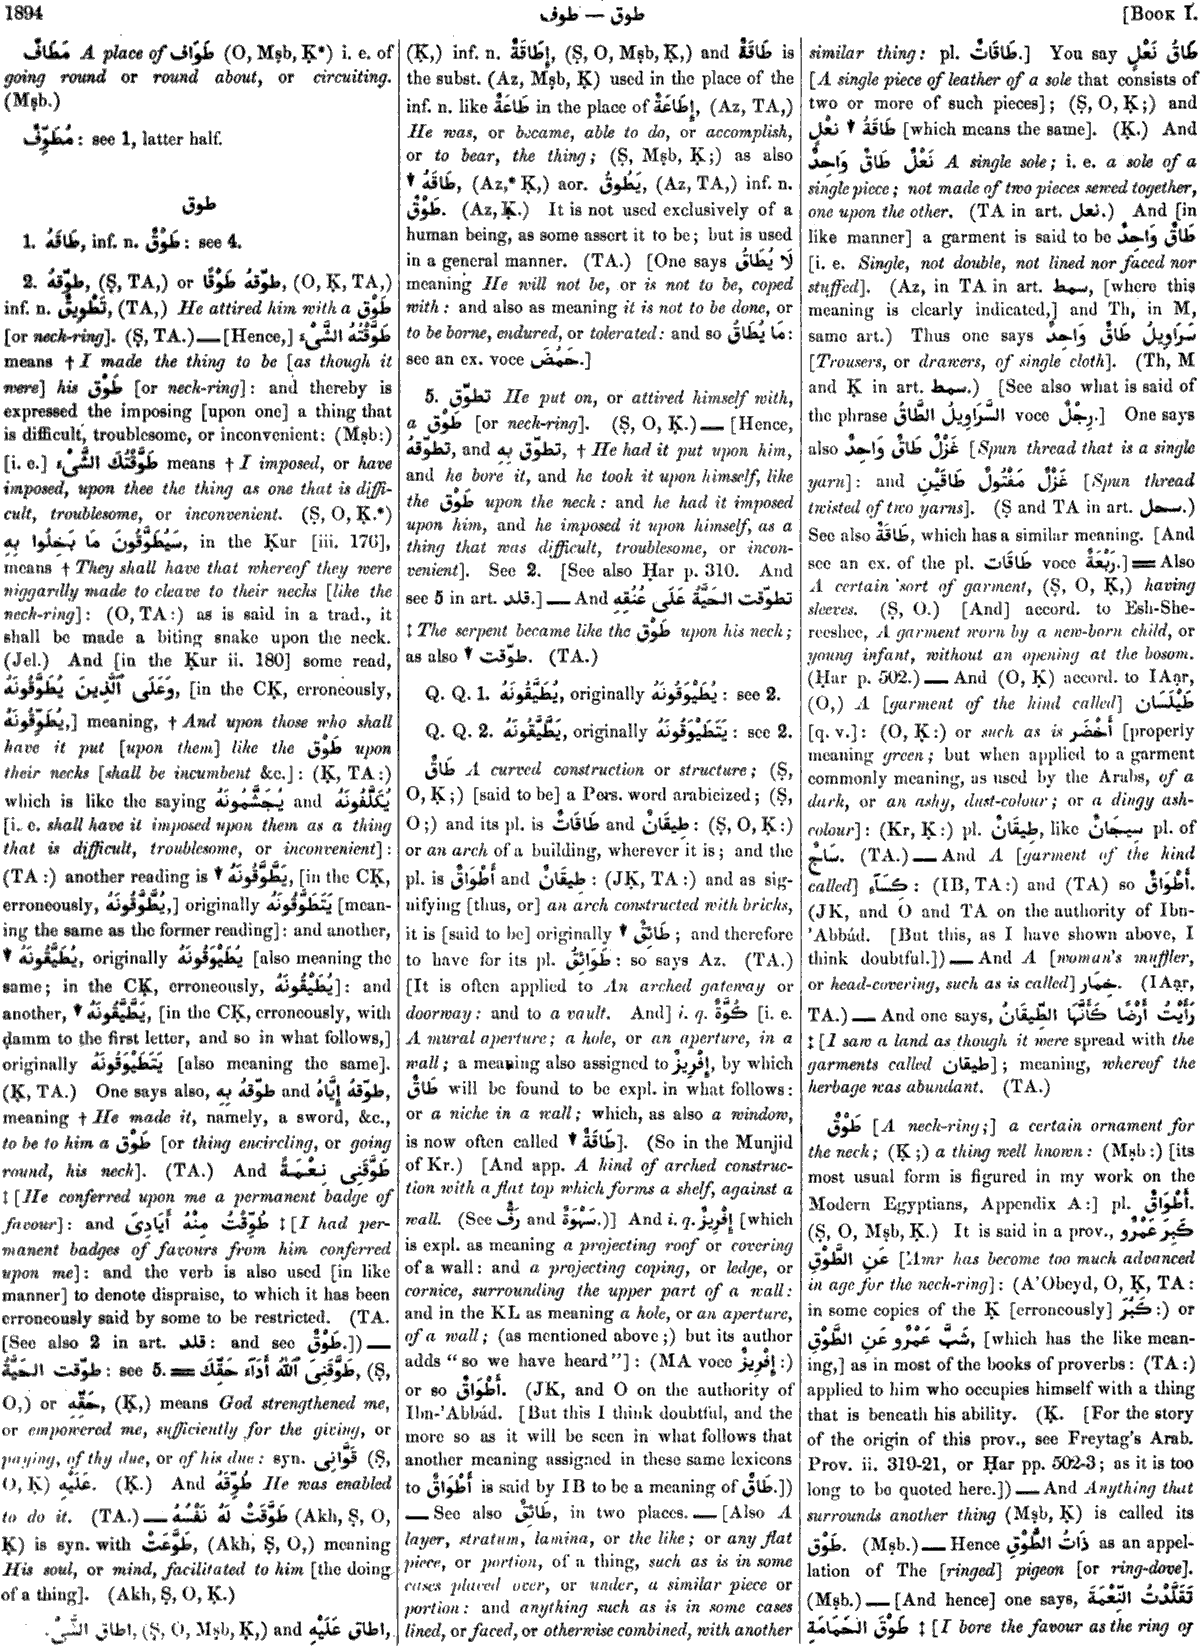 1894
طوق — طوف
[Book I.
مَطَافٌ A place of طَوَاف (O, Mṣb, Ḳ*) i. e. of
going round or round about, or circuiting.
(Mṣb.)
مُطَوِّفٌ : see 1, latter half.
طوق
1. طَاقَهُ, inf. n. طَوْقٌ : see 4.
2. طوّقهُ, (Ṣ, TA,) or طوّقهُ طَوْقًا, (O, Ḳ, TA,)
inf. n. تَطْوِيقٌ, (TA,) He attired him with a طَوْق
[or neck-ring]. (Ṣ, TA.) — [Hence,] طَوَّقْتُهُ الشَّىْءَ
means † I made the thing to be [as though it
were] his طَوْق [or neck-ring]: and thereby is
expressed the imposing [upon one] a thing that
is difficult, troublesome, or inconvenient: (Mṣb:)
[i. e.] طَوَّقْتُكَ الشَّىْءَ means † I imposed, or have
imposed, upon thee the thing as one that is diffi-
cult, troublesome, or inconvenient. (Ṣ, O, Ḳ.*)
سَيُطَوَّقُونَ مَا بَخِلُوا بِهِ, in the Ḳur [iii. 176],
means † They shall have that whereof they were
niggardly made to cleave to their necks [like the
neck-ring]: (O, TA:) as is said in a trad., it
shall be made a biting snake upon the neck.
(Jel.) And [in the Ḳur ii. 180] some read,
وَعَلَى ٱلَّذِينَ يُطَوَّقُونَهُ, [in the CḲ, erroneously,
يُطَوِّقُونَهُ,] meaning, † And upon those who shall
have it put [upon them] like the طَوْق upon
their necks [shall be incumbent &c.]: (Ḳ, TA:)
which is like the saying يُجَشَّمُونَهُ and يُكَلَّفُونَهُ
[i. e. shall have it imposed upon them as a thing
that is difficult, troublesome, or inconvenient]:
(TA:) another reading is ↓ يَطَّوَّقُونَهُ, [in the CḲ,
erroneously, يُطَّوَّقُونَهُ,] originally يَتَطَوَّقُونَهُ [mean-
ing the same as the former reading]: and another,
↓ يُطَيَّقُونَهُ, originally يُطَيْوَقُونَهُ [also meaning the
same; in the CḲ, erroneously, يُطَيْقُونَهُ]: and
another, ↓ يَطَّيَّقُونَهُ, [in the CḲ, erroneously, with
ḍamm to the first letter, and so in what follows,]
originally يَتَطَيْوَقُونَهُ [also meaning the same].
(Ḳ, TA.) One says also, طوّقهُ بِهِ and طوّقهُ إِيَّاهُ,
meaning † He made it, namely, a sword, &c.,
to be to him a طَوْق [or thing encircling, or going
round, his neck]. (TA.) And طَوَّقَنِى نِعْمَةً
‡ [He conferred upon me a permanent badge of
favour]: and طُوِّقْتُ مِنْهُ أَيَادِىَ ‡ [I had per-
manent badges of favours from him conferred
upon me]: and the verb is also used [in like
manner] to denote dispraise, to which it has been
erroneously said by some to be restricted. (TA.
[See also 2 in art. قلد: and see طَوْقٌ.]) —
طوّقت الحَيَّةُ : see 5. = طَوَّقَنِىَ ٱللّٰهُ أَدَآءَ حَقِّكَ, (Ṣ,
O,) or حَقِّهِ, (Ḳ,) means God strengthened me,
or empowered me, sufficiently for the giving, or
paying, of thy due, or of his due: syn. قَوَّانِى (Ṣ,
O, Ḳ) عَلَيْهِ. (Ḳ.) And طُوِّقَهُ He was enabled
to do it. (TA.) — طَوَّقَتْ لَهُ نَفْسُهُ (Akh, Ṣ, O,
Ḳ) is syn. with طَوَّعَتْ, (Akh, Ṣ, O,) meaning
His soul, or mind, facilitated to him [the doing
of a thing]. (Akh, Ṣ, O, Ḳ.)
اطاق الشَّىْءَ, (Ṣ, O, Mṣb, Ḳ,) and اطاق عَلَيْهِ,
(Ḳ,) inf. n. إِطَاقَةٌ, (Ṣ, O, Mṣb, Ḳ,) and طَاقَةٌ is
the subst. (Az, Mṣb, Ḳ) used in the place of the
inf. n. like طَاعَةٌ in the place of إِطَاعَةٌ, (Az, TA,)
He was, or became, able to do, or accomplish,
or to bear, the thing; (Ṣ, Mṣb, Ḳ;) as also
↓ طَاقَهُ, (Az,* Ḳ,) aor. يَطُوقُ, (Az, TA,) inf. n.
طَوْقٌ. (Az, Ḳ.) It is not used exclusively of a
human being, as some assert it to be; but is used
in a general manner. (TA.) [One says لَا يُطَاقُ
meaning He will not be, or is not to be, coped
with: and also as meaning it is not to be done, or
to be borne, endured, or tolerated: and so مَا يُطَاقُ:
see an ex. voce حَمُضَ.]
5. تطوّق He put on, or attired himself with,
a طَوْق [or neck-ring]. (Ṣ, O, Ḳ.) — [Hence,
تطوّقهُ, and تطوّق بِهِ, † He had it put upon him,
and he bore it, and he took it upon himself, like
the طَوْق upon the neck: and he had it imposed
upon him, and he imposed it upon himself, as a
thing that was difficult, troublesome, or incon-
venient]. See 2. [See also Ḥar p. 310. And
see 5 in art. قلد.] — And تطوّقت الحَيَّةُ عَلَى عُنُقِهِ
‡ The serpent became like the طَوْق upon his neck;
as also ↓ طوّقت. (TA.)
Q. Q. 1. يُطَيَّقُونَهُ, originally يُطَيْوَقُونَهُ : see 2.
Q. Q. 2. يَطَّيَّقُونَهُ, originally يَتَطَيْوَقُونَهُ : see 2.
طَاقٌ A curved construction or structure; (Ṣ,
O, Ḳ;) [said to be] a Pers. word arabicized; (Ṣ,
O;) and its pl. is طَاقَاتٌ and طِيقَانٌ : (Ṣ, O, Ḳ:)
or an arch of a building, wherever it is; and the
pl. is أَطْوَاقٌ and طِيقَانٌ : (JḲ, TA:) and as sig-
nifying [thus, or] an arch constructed with bricks,
it is [said to be] originally ↓ طَائِقٌ ; and therefore
to have for its pl. طَوَائِقُ : so says Az. (TA.)
[It is often applied to An arched gateway or
doorway: and to a vault. And] i. q. كُوَّةٌ [i. e.
A mural aperture; a hole, or an aperture, in a
wall; a meaning also assigned to إِفْرِيزٌ, by which
طَاقٌ will be found to be expl. in what follows:
or a niche in a wall; which, as also a window,
is now often called ↓ طَاقَةٌ]. (So in the Munjid
of Kr.) [And app. A kind of arched construc-
tion with a flat top which forms a shelf, against a
wall. (See رَفٌّ and سَهْوَةٌ.)] And i. q. إِفْرِيزٌ [which
is expl. as meaning a projecting roof or covering
of a wall: and a projecting coping, or ledge, or
cornice, surrounding the upper part of a wall:
and in the KL as meaning a hole, or an aperture,
of a wall; (as mentioned above;) but its author
adds "so we have heard"]: (MA voce إِفْرِيزٌ:)
or so أَطْوَاقٌ. (JK, and O on the authority of
Ibn-'Abbád. [But this I think doubtful, and the
more so as it will be seen in what follows that
another meaning assigned in these same lexicons
to أَطْوَاقٌ is said by IB to be a meaning of طَاقٌ.])
— See also طَائِقٌ, in two places. — [Also A
layer, stratum, lamina, or the like; or any flat
piece, or portion, of a thing, such as is in some
cases placed over, or under, a similar piece or
portion: and anything such as is in some cases
lined, or faced, or otherwise combined, with another
similar thing: pl. طَاقَاتٌ.] You say طَاقُ نَعْلٍ
[A single piece of leather of a sole that consists of
two or more of such pieces]; (Ṣ, O, Ḳ;) and
↓ طَاقَةُ نَعْلٍ [which means the same]. (Ḳ.) And
نَعْلٌ طَاقٌ وَاحِدٌ A single sole; i. e. a sole of a
single piece; not made of two pieces sewed together,
one upon the other. (TA in art. نعل.) And [in
like manner] a garment is said to be طَاقٌ وَاحِدٌ
[i. e. Single, not double, not lined nor faced nor
stuffed]. (Az, in TA in art. سمط, [where this
meaning is clearly indicated,] and Th, in M,
same art.) Thus one says سَرَاوِيلُ طَاقٌ وَاحِدٌ
[Trousers, or drawers, of single cloth]. (Th, M
and Ḳ in art. سمط.) [See also what is said of
the phrase السَّرَاوِيلُ الطَّاقُ voce رِجْلٌ.] One says
also غَزْلٌ طَاقٌ وَاحِدٌ [Spun thread that is a single
yarn]: and غَزْلٌ مَفْتُولٌ طَاقَيْنِ [Spun thread
twisted of two yarns]. (Ṣ and TA in art. سحل.)
See also طَاقَةٌ, which has a similar meaning. [And
see an ex. of the pl. طَاقَات voce رَبْعَةٌ.] = Also
A certain sort of garment, (Ṣ, O, Ḳ,) having
sleeves. (Ṣ, O.) [And] accord. to Esh-She-
reeshee, A garment worn by a new-born child, or
young infant, without an opening at the bosom.
(Ḥar p. 502.) — And (O, Ḳ) accord. to IAạr,
(O,) A [garment of the kind called] طَيْلَسَان
[q. v.]: (O, Ḳ:) or such as is أَخْضَر [properly
meaning green; but when applied to a garment
commonly meaning, as used by the Arabs, of a
dark, or an ashy, dust-colour; or a dingy ash-
colour]: (Kr, Ḳ:) pl. طِيقَانٌ, like سِيجَانٌ pl. of
سَاجٌ. (TA.) — And A [garment of the kind
called] كِسَآء : (IB, TA:) and (TA) so أَطْوَاقٌ.
(JK, and O and TA on the authority of Ibn-
'Abbád. [But this, as I have shown above, I
think doubtful.]) — And A [woman's muffler,
or head-covering, such as is called] خِمَار. (IAạr,
TA.) — And one says, رَأَيْتُ أَرْضًا كَأَنَّهَا الطِّيقَانُ
‡ [I saw a land as though it were spread with the
garments called طيقان]; meaning, whereof the
herbage was abundant. (TA.)
طَوْقٌ [A neck-ring;] a certain ornament for
the neck; (Ḳ;) a thing well known: (Mṣb:) [its
most usual form is figured in my work on the
Modern Egyptians, Appendix A:] pl. أَطْوَاقٌ.
(Ṣ, O, Mṣb, Ḳ.) It is said in a prov., كَبِرَ عَمْرٌو
عَنِ الطَّوْقِ ['Amr has become too much advanced
in age for the neck-ring]: (A'Obeyd, O, Ḳ, TA:
in some copies of the Ḳ [erroneously] كَبُرَ:) or
شَبَّ عَمْرٌو عَنِ الطَّوْقِ, [which has the like mean-
ing,] as in most of the books of proverbs: (TA:)
applied to him who occupies himself with a thing
that is beneath his ability. (Ḳ. [For the story
of the origin of this prov., see Freytag's Arab.
Prov. ii. 319-21, or Ḥar pp. 502-3; as it is too
long to be quoted here.]) — And Anything that
surrounds another thing (Mṣb, Ḳ) is called its
طَوْق. (Mṣb.) — Hence ذَاتُ الطَّوْقِ as an appel-
lation of The [ringed] pigeon [or ring-dove].
(Mṣb.) — [And hence] one says, تَقَلَّدْتُ النِّعْمَةَ
طَوْقَ الحَمَامَةِ ‡ [I bore the favour as the ring of